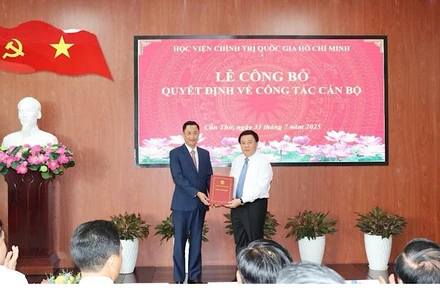 HỌC VIỆN CHÍNH TRỊ QUỐC GIA HỒ CHÍ MINH
LỄ CÔNG BỐ
QUYẾT ĐỊNH VỀ CÔNG TÁC CÁN BỘ
Cần Thơ, ngày 31 tháng 7 năm 2025